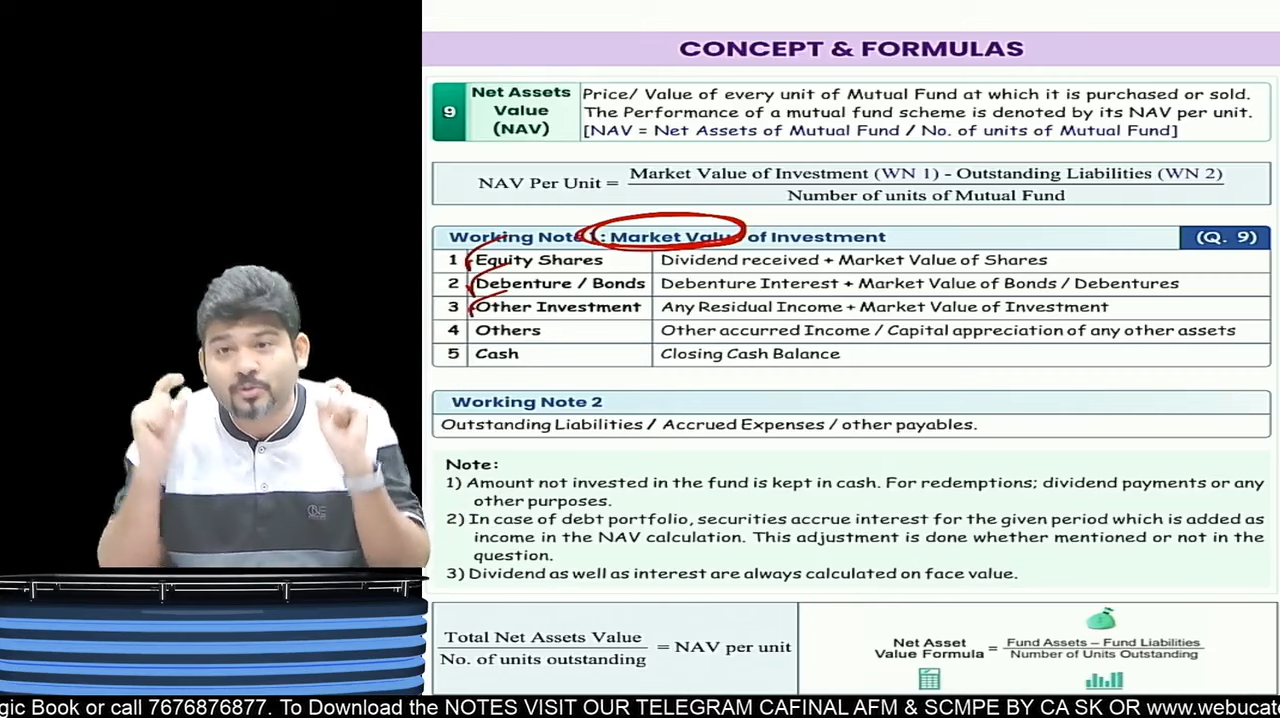 CONCEPT & FORMULAS
9 Net Assets Value (NAV)
Price/ Value of every unit of Mutual Fund at which it is purchased or sold.
The Performance of a mutual fund scheme is denoted by its NAV per unit.
[NAV = Net Assets of Mutual Fund / No. of units of Mutual Fund]
NAV Per Unit = Market Value of Investment (WN 1) - Outstanding Liabilities (WN 2)
Number of units of Mutual Fund
Working Note 1: Market Value of Investment (Q. 9)
1 Equity Shares Dividend received + Market Value of Shares
2 Debenture / Bonds Debenture Interest + Market Value of Bonds / Debentures
3 Other Investment Any Residual Income + Market Value of Investment
4 Others Other accurred Income / Capital appreciation of any other assets
5 Cash Closing Cash Balance
Working Note 2
Outstanding Liabilities / Accrued Expenses / other payables.
Note:
1) Amount not invested in the fund is kept in cash. For redemptions; dividend payments or any
other purposes.
2) In case of debt portfolio, securities accrue interest for the given period which is added as
income in the NAV calculation. This adjustment is done whether mentioned or not in the
question.
3) Dividend as well as interest are always calculated on face value.
Total Net Assets Value
No. of units outstanding
= NAV per unit
Net Asset
Value Formula = Fund Assets – Fund Liabilities
Number of Units Outstanding
gic Book or call 7676876877. To Download the NOTES VISIT OUR TELEGRAM CAFINAL AFM & SCMPE BY CA SK OR www.webucat